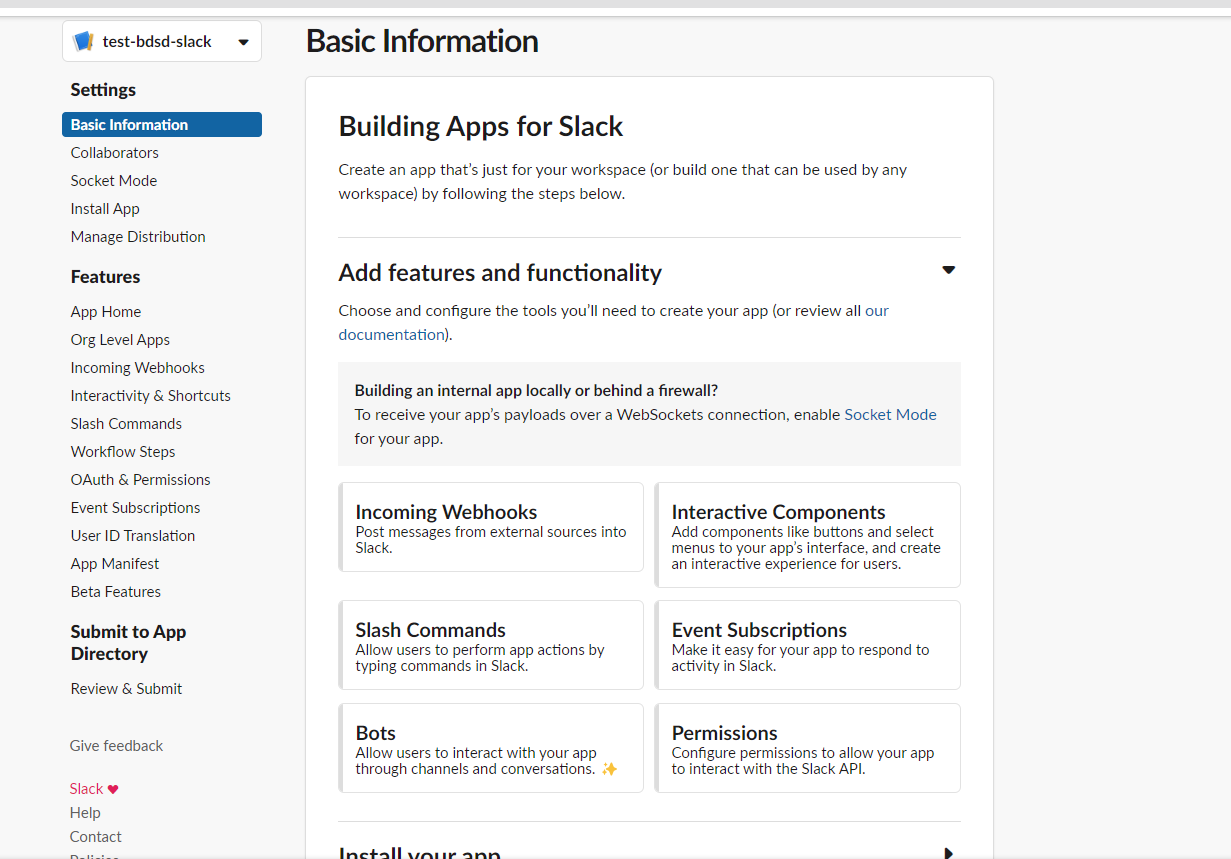 test-bdsd-slack
Settings
Basic Information
Collaborators
Socket Mode
Install App
Manage Distribution
Features
App Home
Org Level Apps
Incoming Webhooks
Interactivity & Shortcuts
Slash Commands
Workflow Steps
OAuth & Permissions
Event Subscriptions
User ID Translation
App Manifest
Beta Features
Submit to App
Directory
Review & Submit
Give feedback
Slack ♥
Help
Contact
Policies
Basic Information
Building Apps for Slack
Create an app that’s just for your workspace (or build one that can be used by any
workspace) by following the steps below.
Add features and functionality
Choose and configure the tools you’ll need to create your app (or review all our
documentation).
Building an internal app locally or behind a firewall?
To receive your app’s payloads over a WebSockets connection, enable Socket Mode
for your app.
Incoming Webhooks
Post messages from external sources into
Slack.
Interactive Components
Add components like buttons and select
menus to your app’s interface, and create
an interactive experience for users.
Slash Commands
Allow users to perform app actions by
typing commands in Slack.
Event Subscriptions
Make it easy for your app to respond to
activity in Slack.
Bots
Allow users to interact with your app
through channels and conversations. ✨
Permissions
Configure permissions to allow your app
to interact with the Slack API.
Install your app